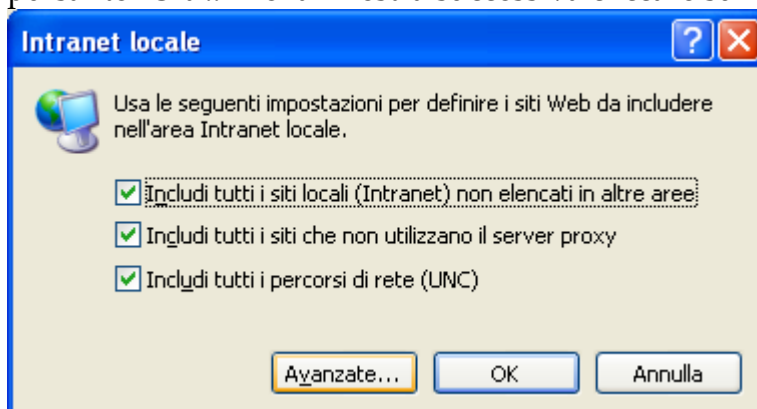 Intranet locale
Usa le seguenti impostazioni per definire i siti Web da includere
nell'area Intranet locale.
Includi tutti i siti locali (Intranet) non elencati in altre aree
Includi tutti i siti che non utilizzano il server proxy
Includi tutti i percorsi di rete (UNC)
Avanzate... OK Annulla